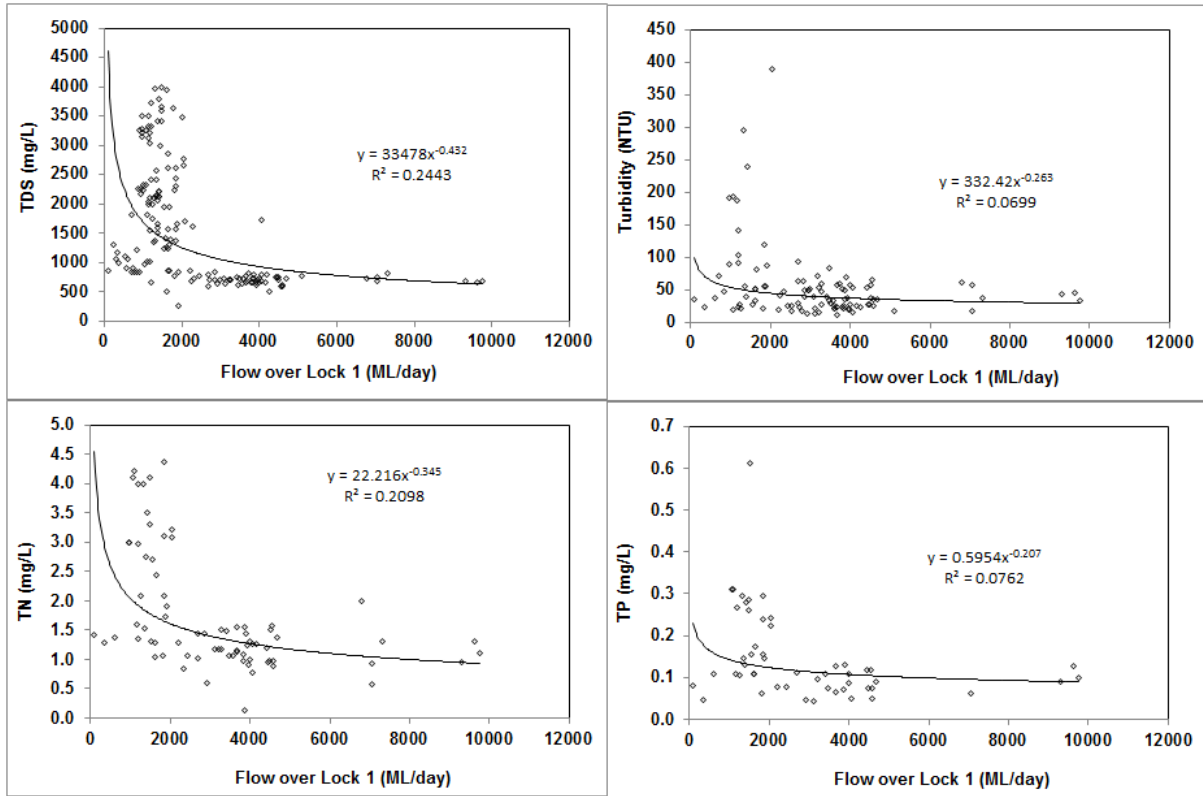 5000
4500
4000
3500
3000
2500
2000
1500
1000
500
0
TDS (mg/L)
y = 33478x^-0.432
R² = 0.2443
0 2000 4000 6000 8000 10000 12000
Flow over Lock 1 (ML/day)
450
400
350
300
250
200
150
100
50
0
Turbidity (NTU)
y = 332.42x^-0.263
R² = 0.0699
0 2000 4000 6000 8000 10000 12000
Flow over Lock 1 (ML/day)
5.0
4.5
4.0
3.5
3.0
2.5
2.0
1.5
1.0
0.5
0.0
TN (mg/L)
y = 22.216x^-0.345
R² = 0.2098
0 2000 4000 6000 8000 10000 12000
Flow over Lock 1 (ML/day)
0.7
0.6
0.5
0.4
0.3
0.2
0.1
0.0
TP (mg/L)
y = 0.5954x^-0.207
R² = 0.0762
0 2000 4000 6000 8000 10000 12000
Flow over Lock 1 (ML/day)